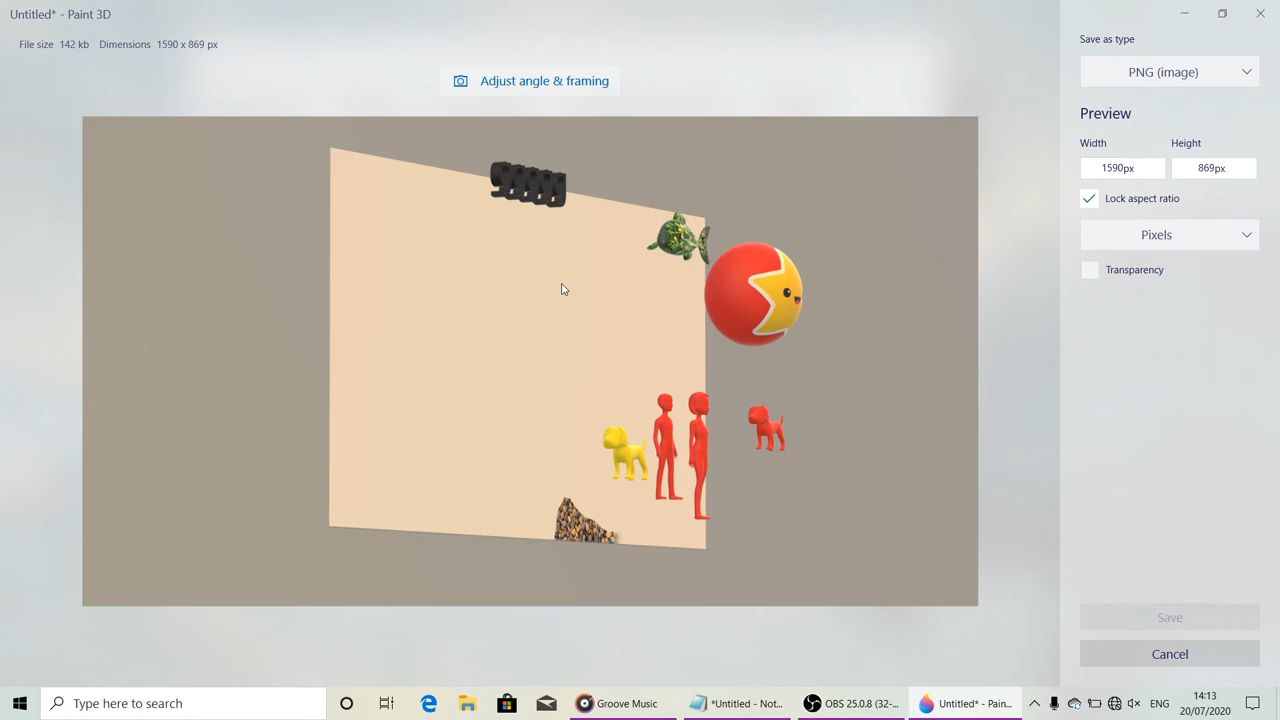 Untitled* - Paint 3D
File size 142 kb Dimensions 1590 x 869 px
Adjust angle & framing
Save as type
PNG (image)
Preview
Width Height
1590px 869px
Lock aspect ratio
Pixels
Transparency
Save
Cancel
Type here to search
Groove Music
*Untitled - Not...
OBS 25.0.8 (32-...
Untitled* - Pain...
ENG
14:13
20/07/2020